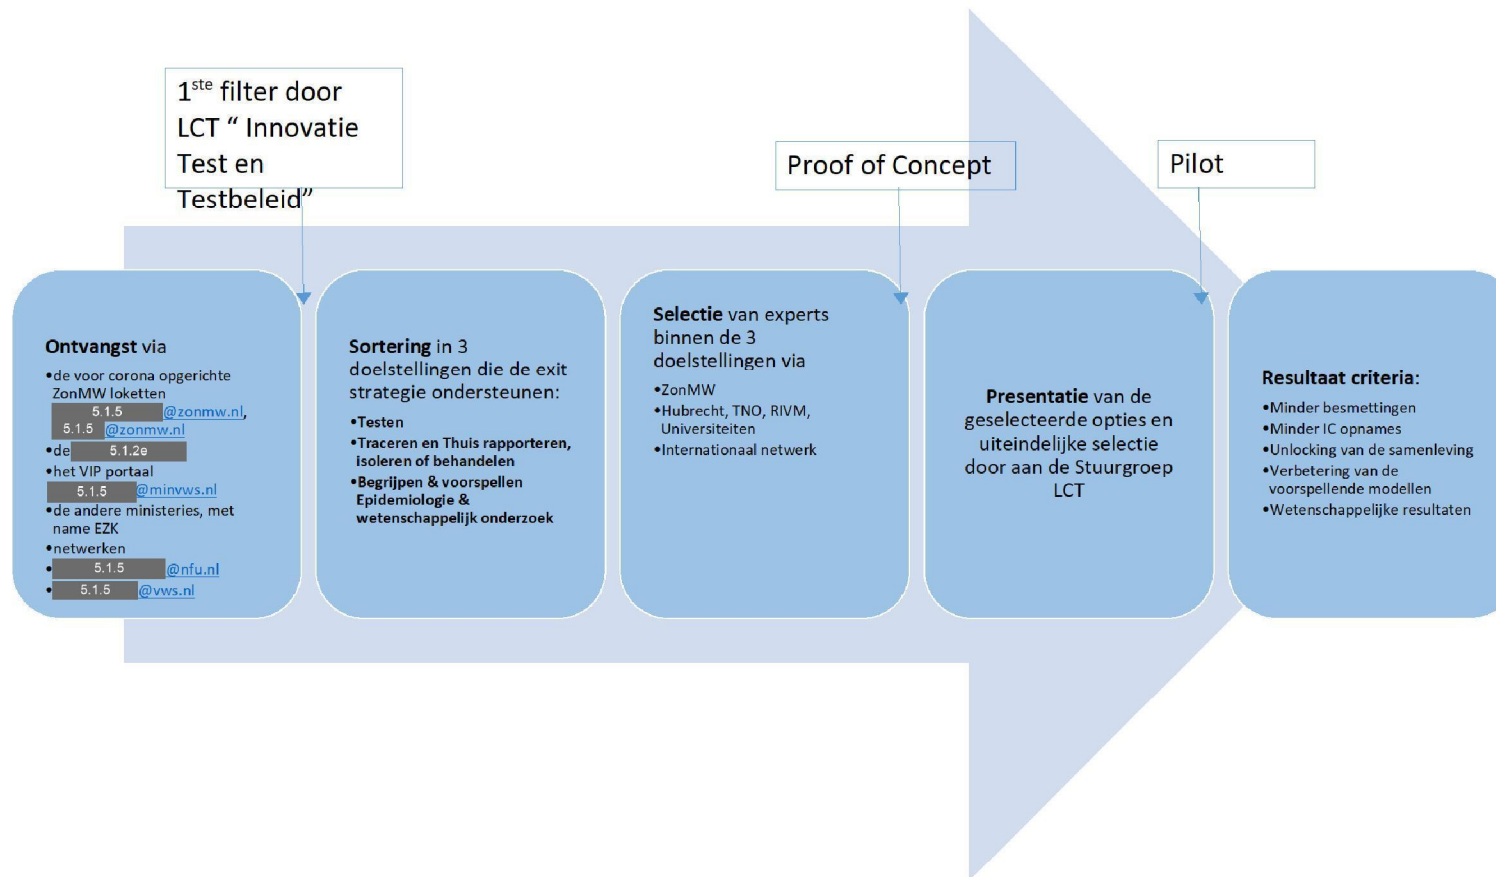 1ste filter door
LCT “ Innovatie
Test en
Testbeleid”
Proof of Concept
Pilot
Ontvangst via
•de voor corona opgerichte
ZonMW loketten
5.1.5 @zonmw.nl,
5.1.5 @zonmw.nl
•de 5.1.2e
•het VIP portaal
5.1.5 @minvws.nl
•de andere ministeries, met
name EZK
•netwerken
•5.1.5 @nfu.nl
•5.1.5 @vws.nl
Sortering in 3
doelstellingen die de exit
strategie ondersteunen:
•Testen
•Traceren en Thuis rapporteren,
isoleren of behandelen
•Begrijpen & voorspellen
Epidemiologie &
wetenschappelijk onderzoek
Selectie van experts
binnen de 3
doelstellingen via
•ZonMW
•Hubrecht, TNO, RIVM,
Universiteiten
•Internationaal netwerk
Presentatie van de
geselecteerde opties en
uiteindelijke selectie
door aan de Stuurgroep
LCT
Resultaat criteria:
•Minder besmettingen
•Minder IC opnames
•Unlocking van de samenleving
•Verbetering van de
voorspellende modellen
•Wetenschappelijke resultaten